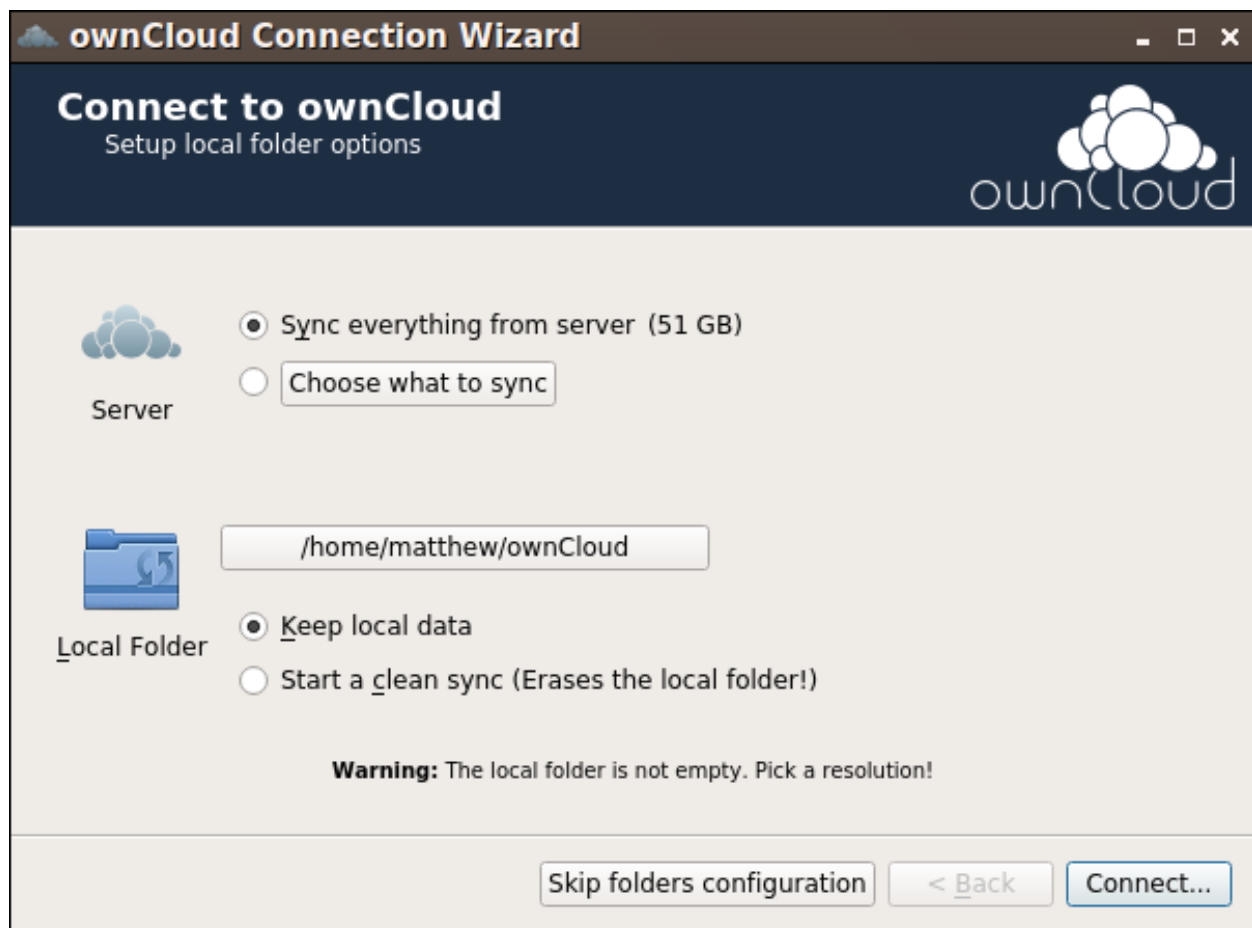 ownCloud Connection Wizard
Connect to ownCloud
Setup local folder options
ownCloud
Sync everything from server (51 GB)
Choose what to sync
Server
/home/matthew/ownCloud
Keep local data
Local Folder
Start a clean sync (Erases the local folder!)
Warning: The local folder is not empty. Pick a resolution!
Skip folders configuration
< Back
Connect...